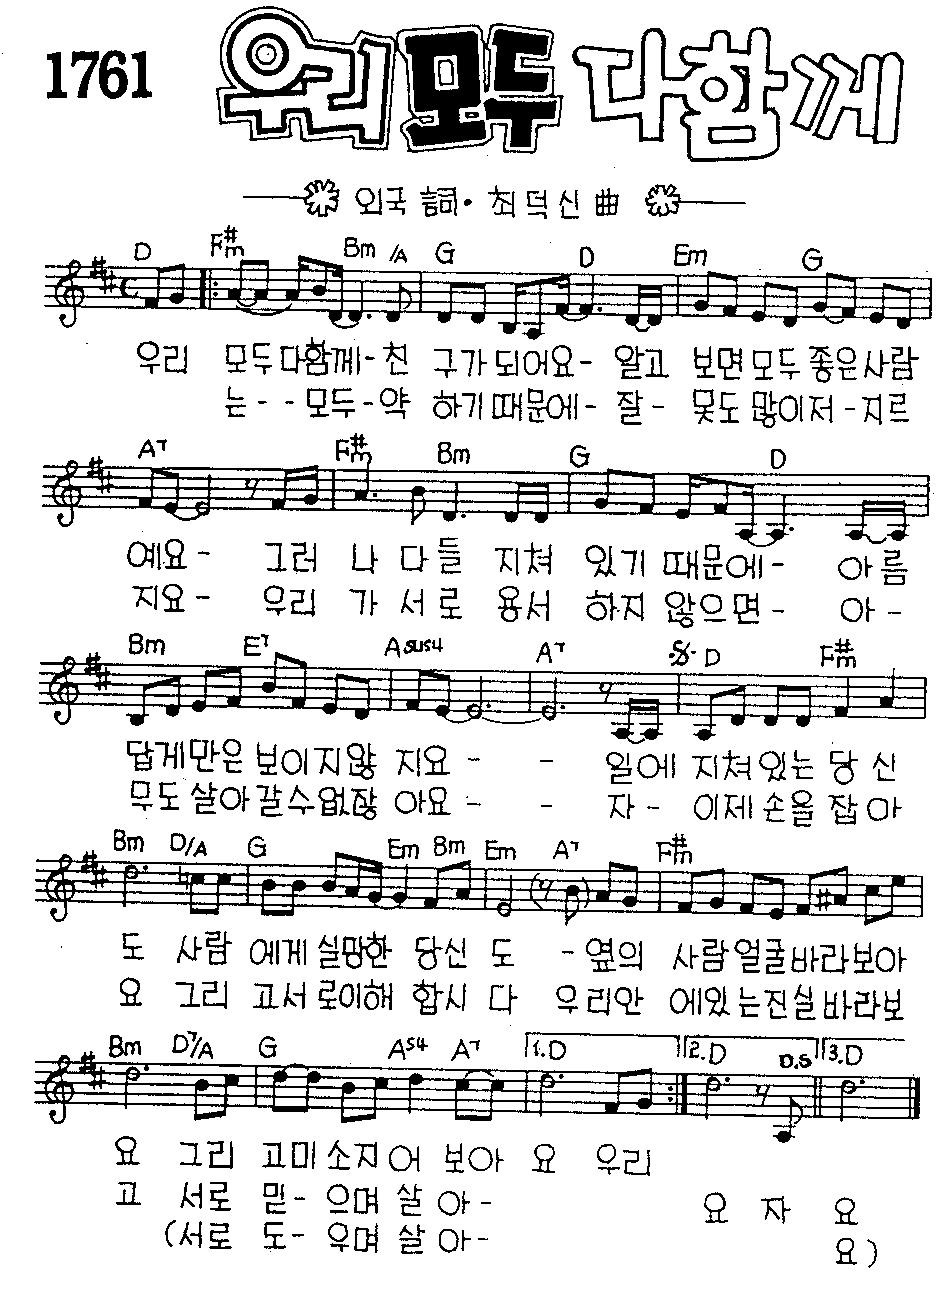 1761 우리 모두 다함께
외국 詞 · 최덕신 曲
D F#m Bm /A G D Em G
우리 모두다함께-친 구가되어요- 알고 보면모두좋은사람
는--모두-약 하기때문에- 잘- 못도많이저-지르
A7 F#m Bm G D
예요- 그러 나 다들 지쳐 있기 때문에- 아름
지요- 우리 가 서로 용서 하지 않으면- 아-
Bm E7 Asus4 A7 D F#m
답게만은 보이지않 지요- - 일에 지쳐있는 당신
무도살아갈수없잖 아요- - 자- 이제손을 잡아
Bm D/A G Em Bm Em A7 F#m
도 사람 에게실망한 당신 도 -옆의 사람얼굴바라보아
요 그리 고서로이해 합시 다 우리안 에있는진실바라보
Bm D7/A G AS4 A7 1.D 2.D D.S 3.D
요 그리 고미소지어 보아 요 우리
고 서로 믿-으며 살 아- 요 자 요
(서로 도-우며 살 아- 요)